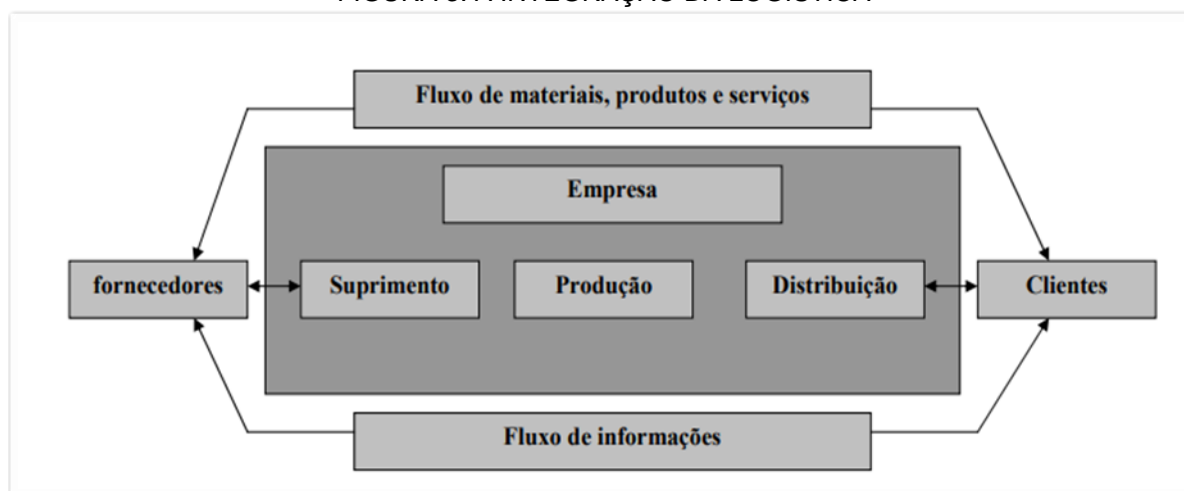 Fluxo de materiais, produtos e serviços
Empresa
fornecedores
Suprimento
Produção
Distribuição
Clientes
Fluxo de informações